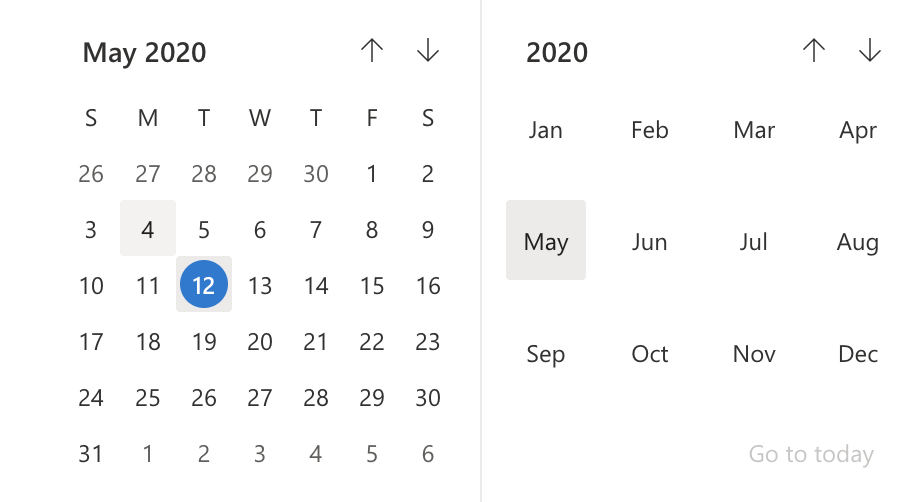 May 2020
S M T W T F S
26 27 28 29 30 1 2
3 4 5 6 7 8 9
10 11 12 13 14 15 16
17 18 19 20 21 22 23
24 25 26 27 28 29 30
31 1 2 3 4 5 6
2020
Jan Feb Mar Apr
May Jun Jul Aug
Sep Oct Nov Dec
Go to today